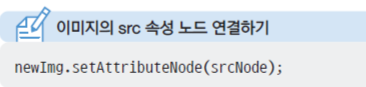 이미지의 src 속성 노드 연결하기
newImg.setAttributeNode(srcNode);